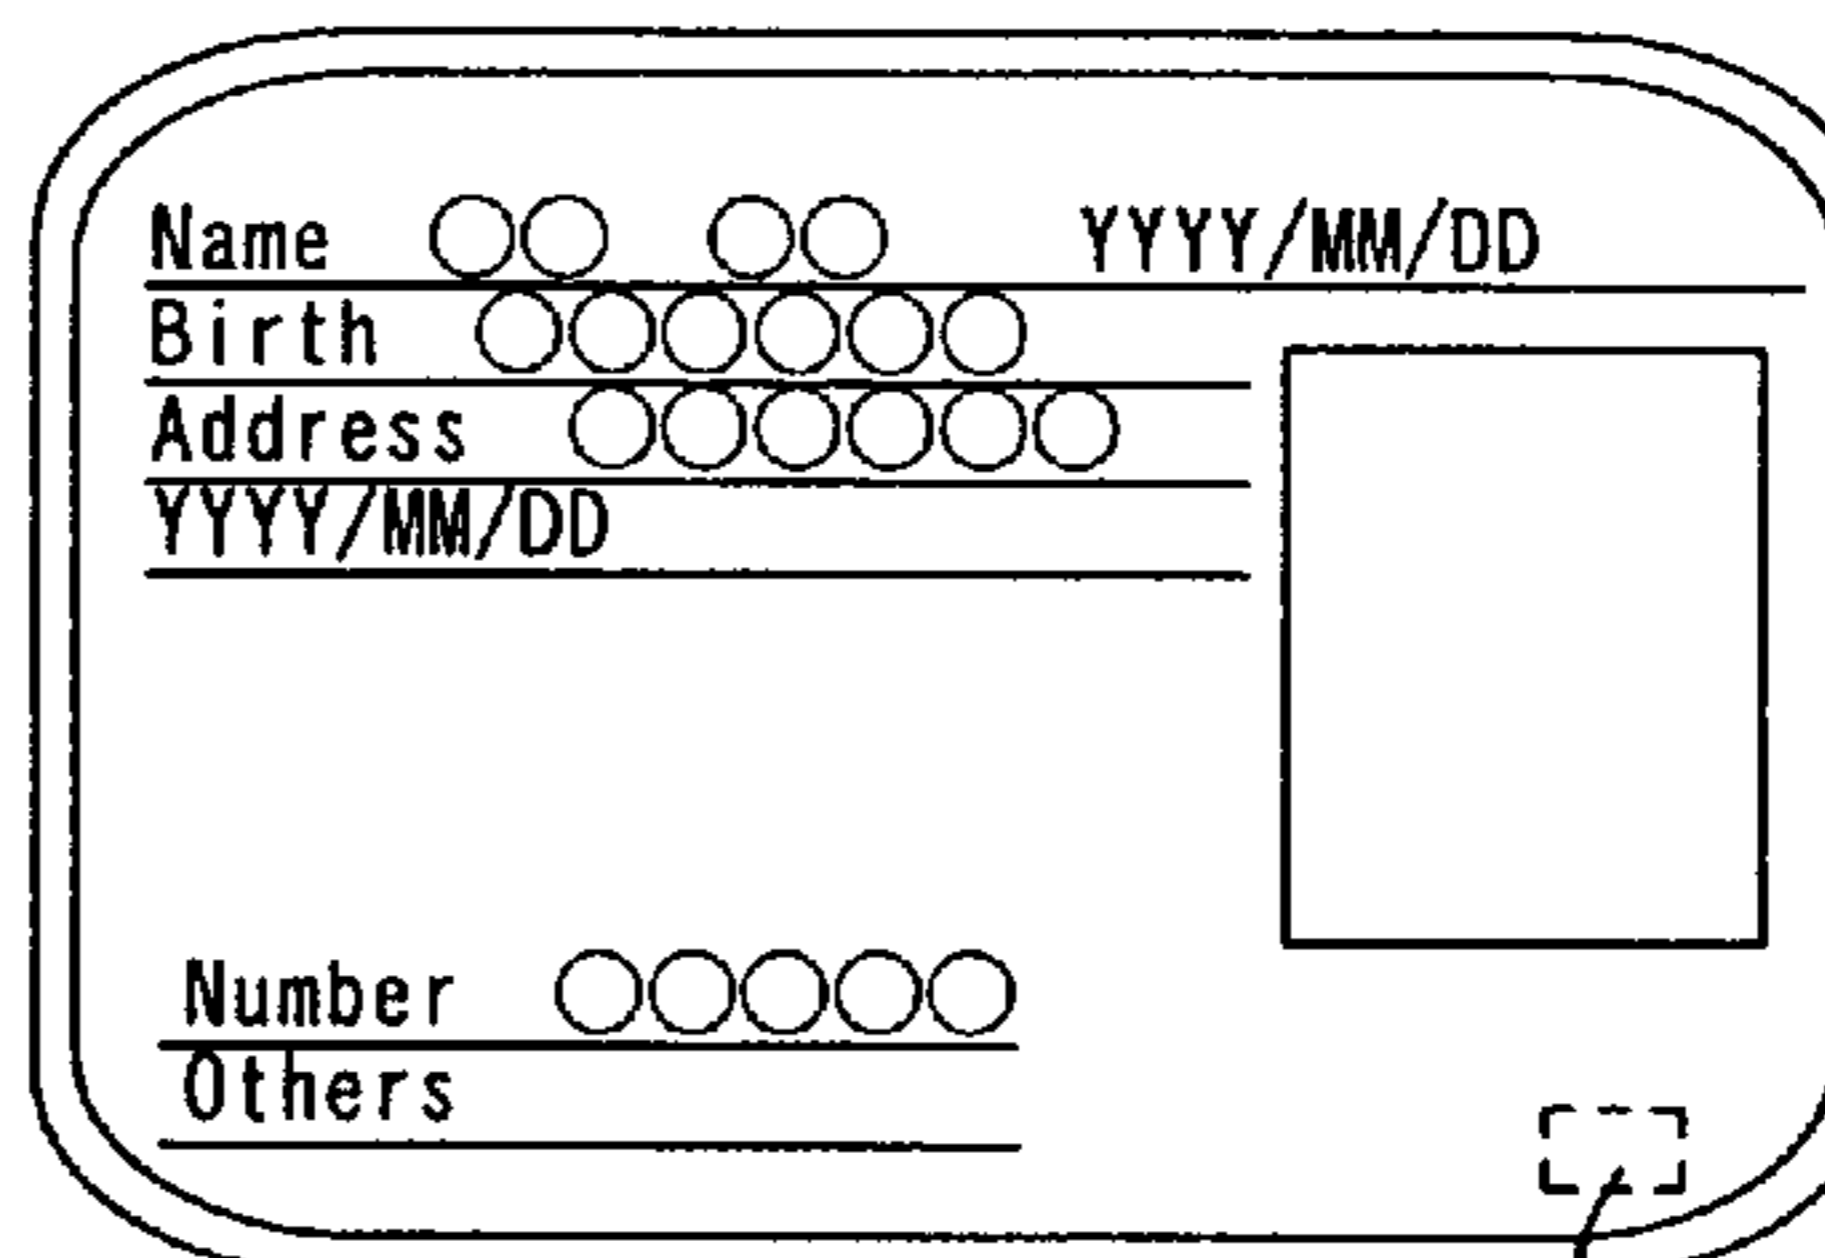 Name ○○ ○○ YYYY/MM/DD
Birth ○○○○○○
Address ○○○○○○
YYYY/MM/DD
Number ○○○○○
Others